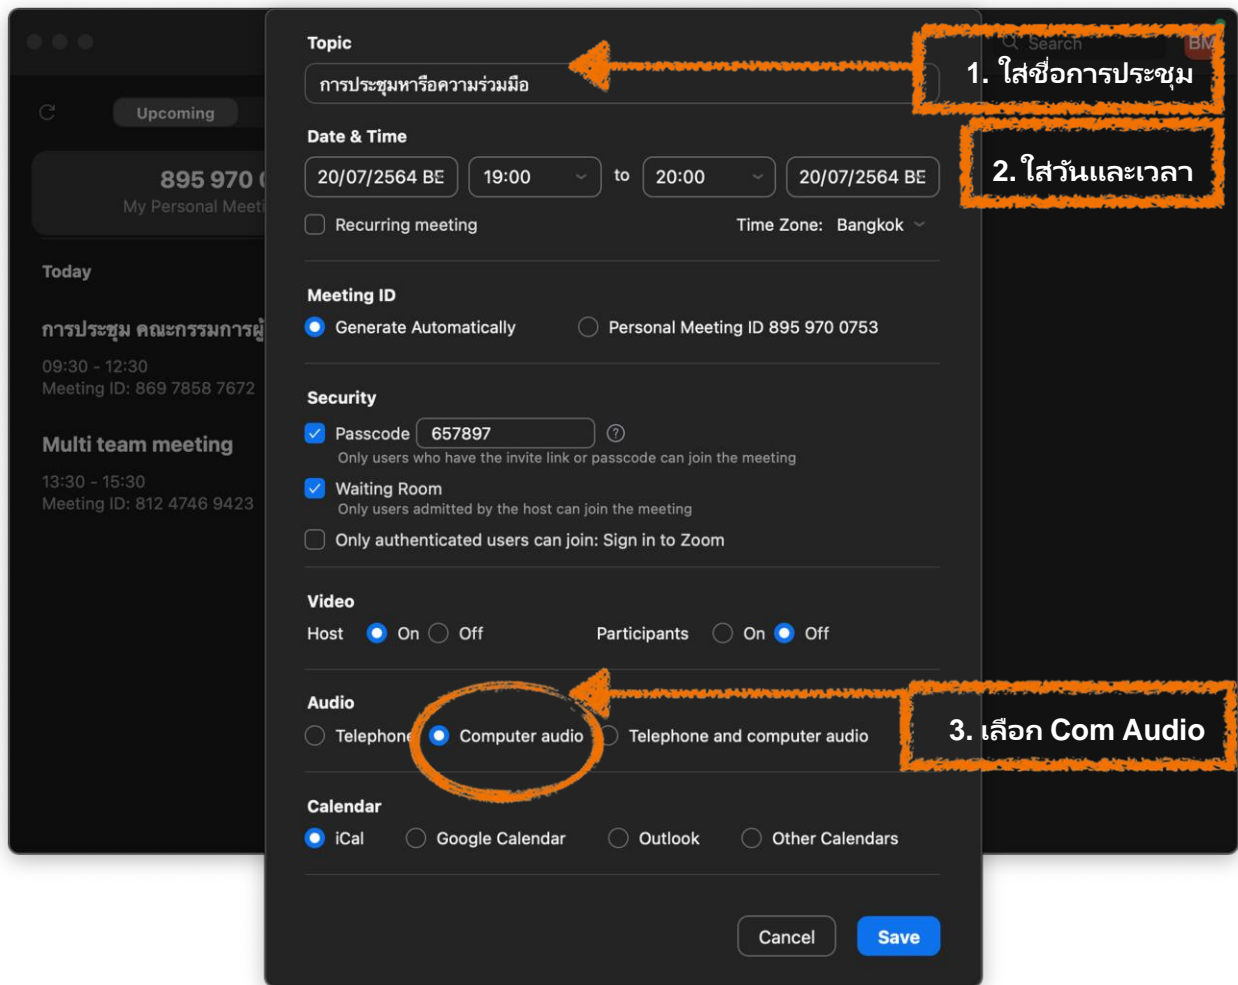 Topic
Search
BM
1. ใส่ชื่อการประชุม
การประชุมหารือความร่วมมือ
Upcoming
Date & Time
2. ใส่วันและเวลา
895 970
20/07/2564 BE 19:00 to 20:00 20/07/2564 BE
My Personal
Recurring meeting Time Zone: Bangkok
Today
Meeting ID
การประชุม คณะกรรมการผู้
Generate Automatically Personal Meeting ID 895 970 0753
09:30 - 12:30
Meeting ID: 869 7858 7672
Security
Passcode 657897 ?
Only users who have the invite link or passcode can join the meeting
Multi team meeting
13:30 - 15:30
Meeting ID: 812 4746 9423
Waiting Room
Only users admitted by the host can join the meeting
Only authenticated users can join: Sign in to Zoom
Video
Host On Off Participants On Off
Audio
3. เลือก Com Audio
Telephone Computer audio Telephone and computer audio
Calendar
iCal Google Calendar Outlook Other Calendars
Cancel Save